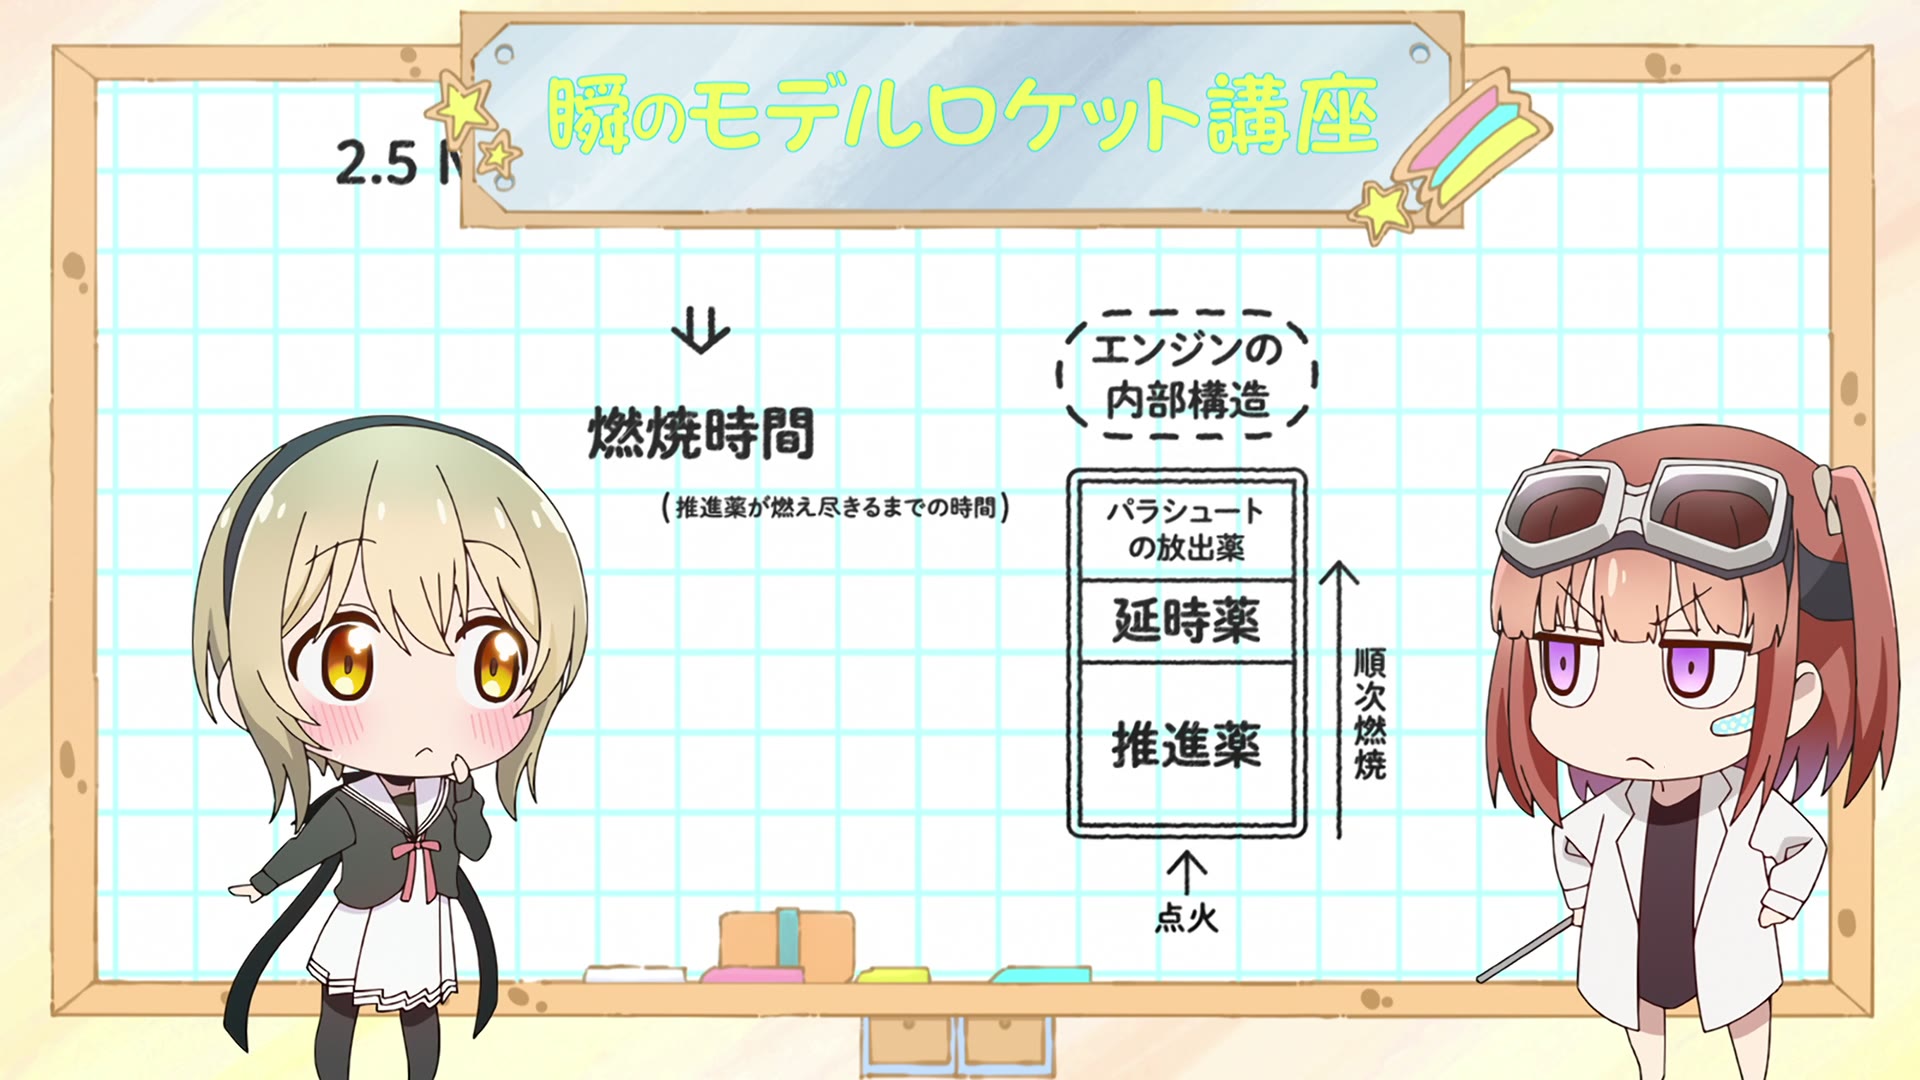 瞬のモデルロケット講座
2.5 N
燃焼時間
(推進薬が燃え尽きるまでの時間)
エンジンの
内部構造
パラシュート
の放出薬
延時薬
推進薬
順次燃焼
点火